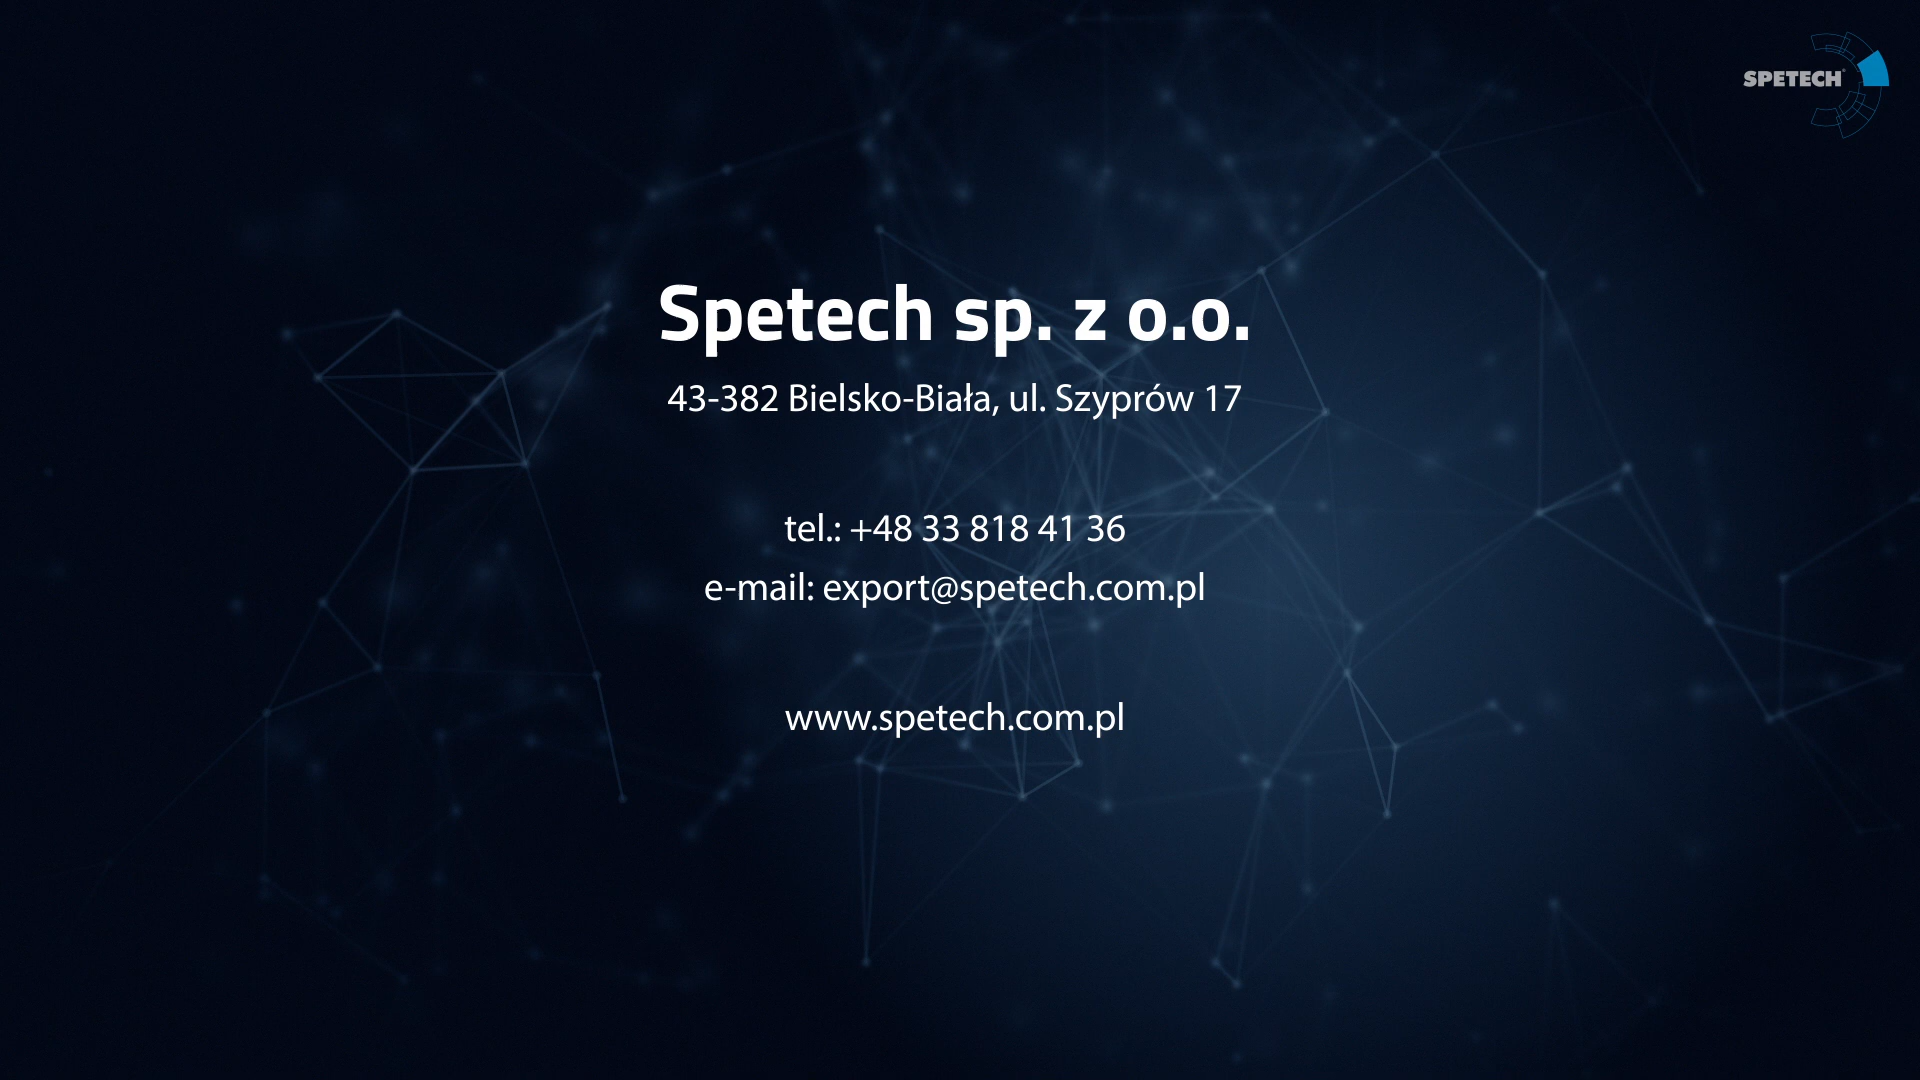 SPETECH®
Spetech sp. z o.o.
43-382 Bielsko-Biała, ul. Szyprów 17
tel.: +48 33 818 41 36
e-mail: export@spetech.com.pl
www.spetech.com.pl